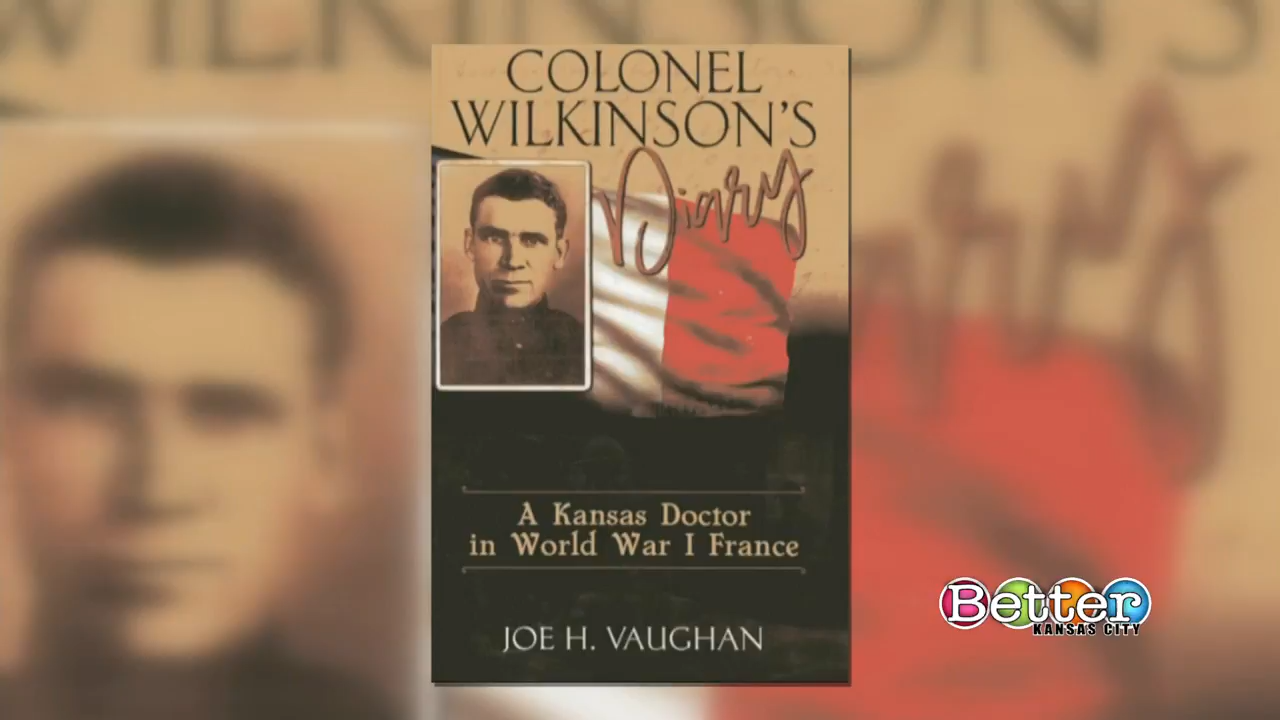 COLONEL
WILKINSON'S
Diary
A Kansas Doctor
in World War I France
JOE H. VAUGHAN
Better
KANSAS CITY